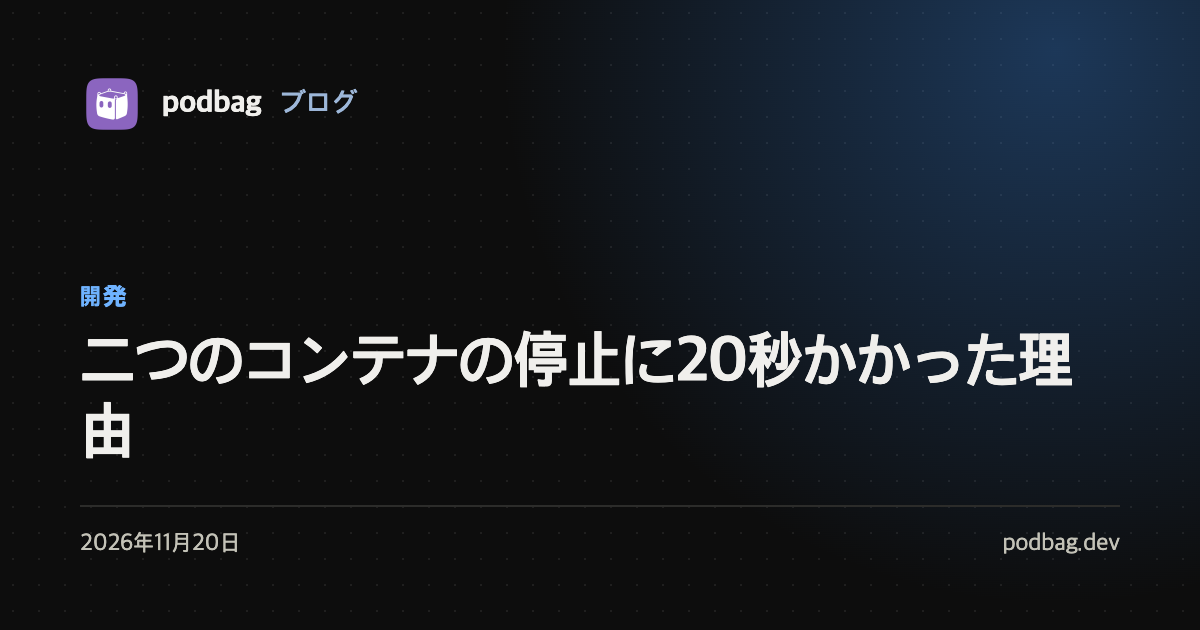 podbag ブログ
開発
二つのコンテナの停止に20秒かかった理
由
2026年11月20日
podbag.dev